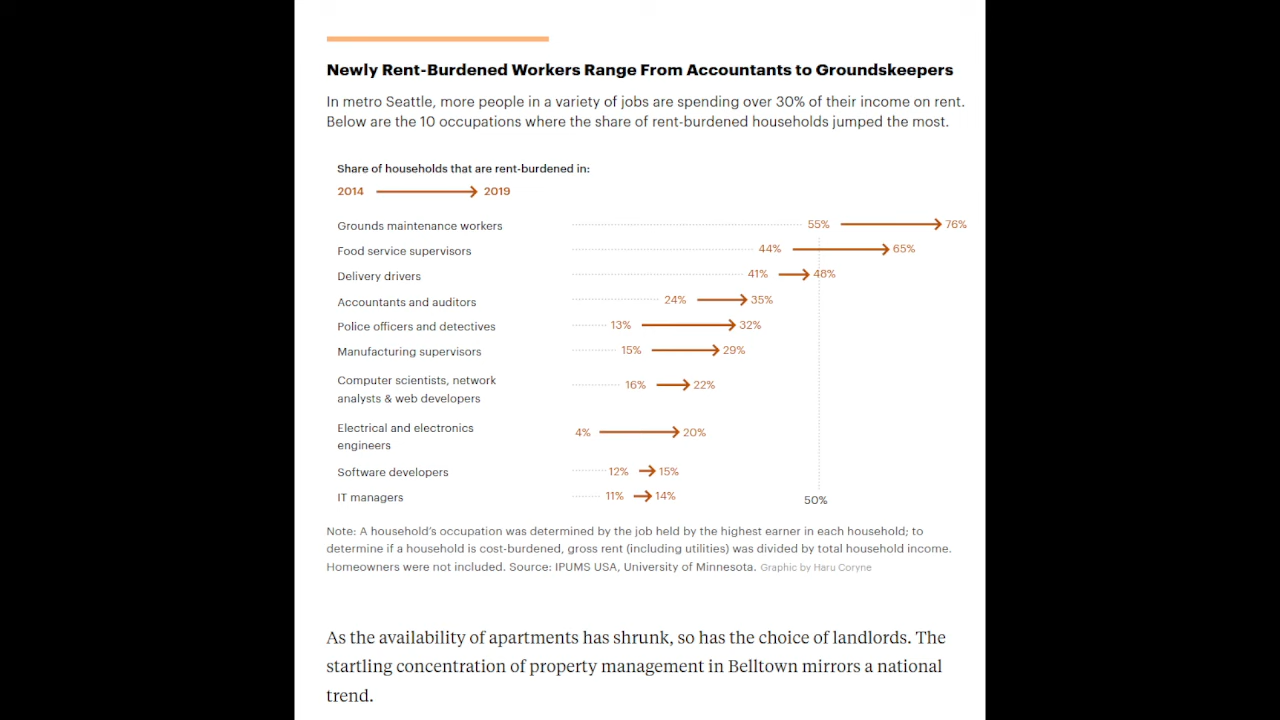 Newly Rent-Burdened Workers Range From Accountants to Groundskeepers
In metro Seattle, more people in a variety of jobs are spending over 30% of their income on rent.
Below are the 10 occupations where the share of rent-burdened households jumped the most.
Share of households that are rent-burdened in:
2014 2019
Grounds maintenance workers 55% 76%
Food service supervisors 44% 65%
Delivery drivers 41% 48%
Accountants and auditors 24% 35%
Police officers and detectives 13% 32%
Manufacturing supervisors 15% 29%
Computer scientists, network
analysts & web developers 16% 22%
Electrical and electronics
engineers 4% 20%
Software developers 12% 15%
IT managers 11% 14%
50%
Note: A household's occupation was determined by the job held by the highest earner in each household; to
determine if a household is cost-burdened, gross rent (including utilities) was divided by total household income.
Homeowners were not included. Source: IPUMS USA, University of Minnesota. Graphic by Haru Coryne
As the availability of apartments has shrunk, so has the choice of landlords. The
startling concentration of property management in Belltown mirrors a national
trend.